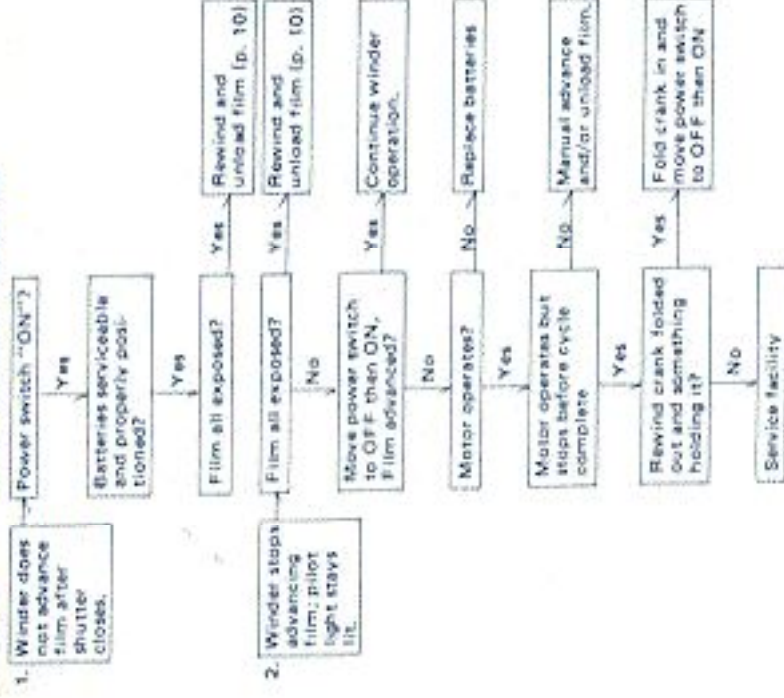 1. Winder does
not advance
film after
shutter
closes.
Power switch "ON"?
Yes
Batteries serviceable
and properly posi-
tioned?
Yes
Film all exposed?
Yes
Rewind and
unload film (p. 10)
2. Winder stops
advancing
film; pilot
light stays
lit.
Film all exposed?
Yes
Rewind and
unload film (p. 10)
No
Move power switch
to OFF then ON,
Film advanced?
Yes
Continue winder
operation.
No
Motor operates?
No
Replace batteries
Yes
Motor operates but
stops before cycle
complete
No
Manual advance
and/or unload film.
Yes
Rewind crank folded
out and something
holding it?
Yes
Fold crank in and
move power switch
to OFF then ON
No
Service facility